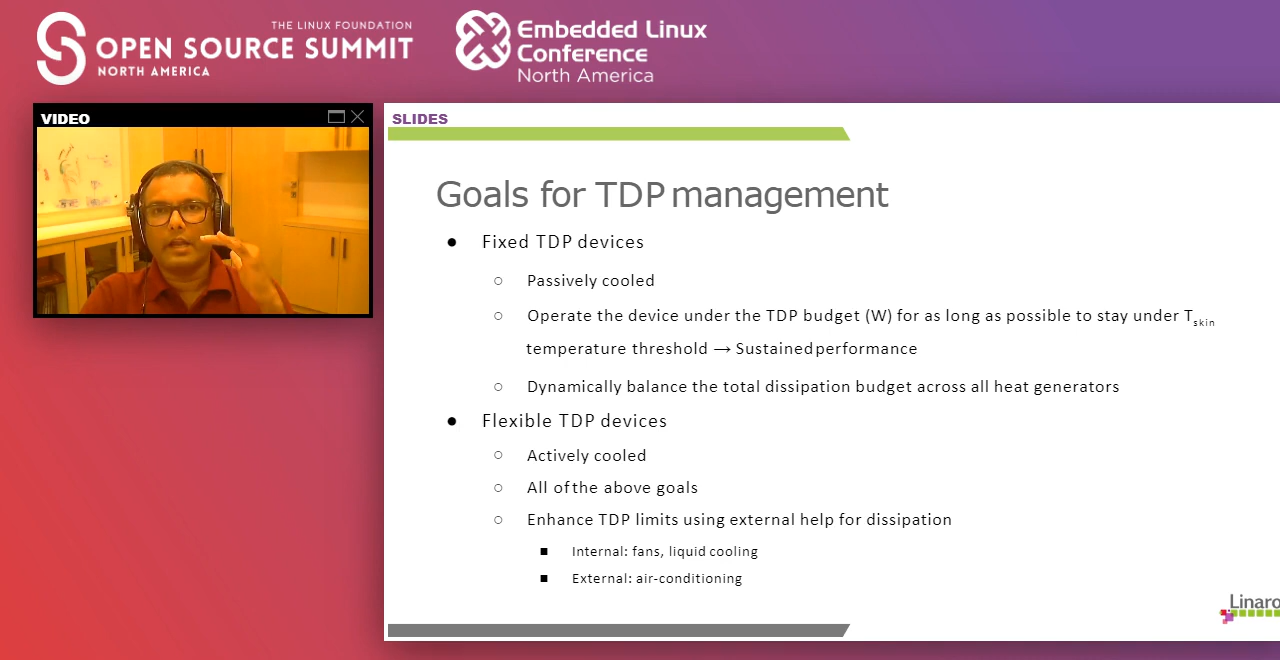 THE LINUX FOUNDATION
OPEN SOURCE SUMMIT
NORTH AMERICA
Embedded Linux
Conference
North America
VIDEO
SLIDES
Goals for TDP management
● Fixed TDP devices
○ Passively cooled
○ Operate the device under the TDP budget (W) for as long as possible to stay under Tskin
temperature threshold → Sustained performance
○ Dynamically balance the total dissipation budget across all heat generators
● Flexible TDP devices
○ Actively cooled
○ All of the above goals
○ Enhance TDP limits using external help for dissipation
■ Internal: fans, liquid cooling
■ External: air-conditioning
Linaro